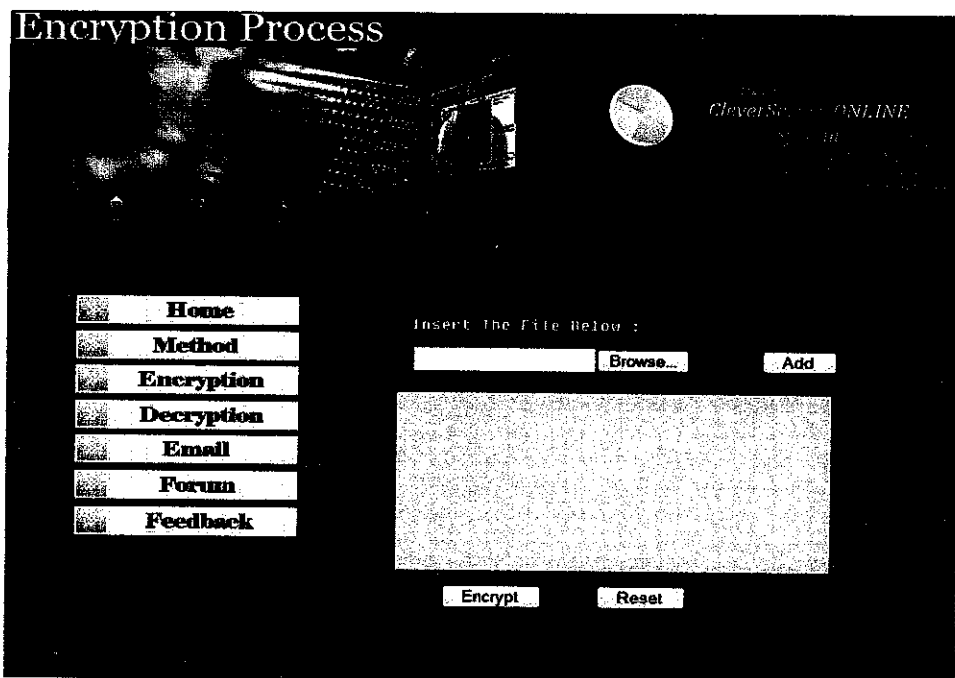 Encryption Process
ONLINE
Home
Method
Encryption
Decryption
Email
Forum
Feedback
Insert The File Below :
Browse... Add
Encrypt Reset